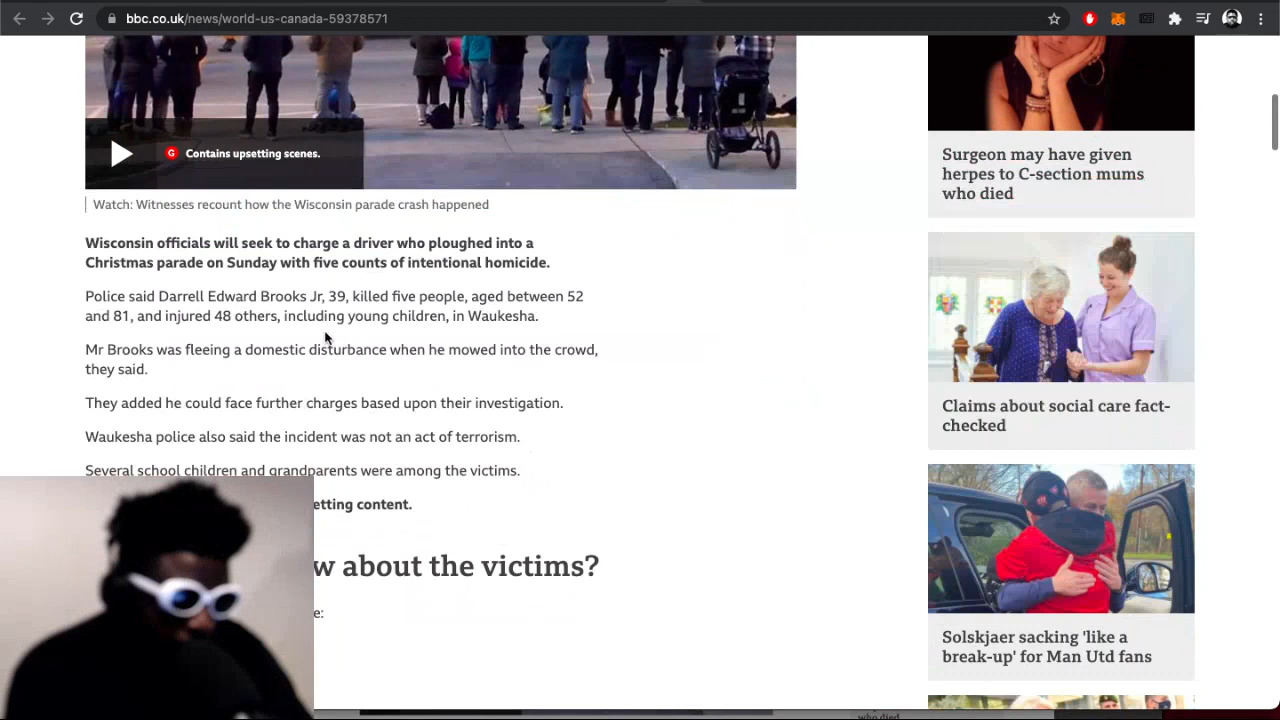 bbc.co.uk/news/world-us-canada-59378571
G Contains upsetting scenes.
Watch: Witnesses recount how the Wisconsin parade crash happened
Wisconsin officials will seek to charge a driver who ploughed into a
Christmas parade on Sunday with five counts of intentional homicide.
Police said Darrell Edward Brooks Jr, 39, killed five people, aged between 52
and 81, and injured 48 others, including young children, in Waukesha.
Mr Brooks was fleeing a domestic disturbance when he mowed into the crowd,
they said.
They added he could face further charges based upon their investigation.
Waukesha police also said the incident was not an act of terrorism.
Several school children and grandparents were among the victims.
etting content.
w about the victims?
e:
Surgeon may have given
herpes to C-section mums
who died
Claims about social care fact-
checked
Solskjaer sacking 'like a
break-up' for Man Utd fans
who died